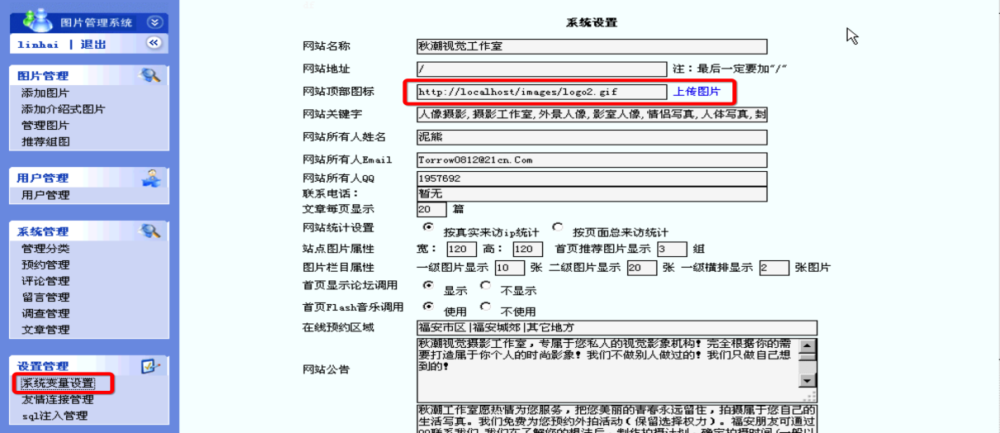 图片管理系统
linhai | 退出
图片管理
添加图片
添加介绍式图片
管理图片
推荐组图
用户管理
用户管理
系统管理
管理分类
预约管理
评论管理
留言管理
调查管理
文章管理
设置管理
系统变量设置
友情连接管理
sql注入管理
系统设置
网站名称 秋潮视觉工作室
网站地址 / 注：最后一定要加"/"
网站顶部图标 http://localhost/images/logo2.gif 上传图片
网站关键字 人像摄影,摄影工作室,外景人像,影室人像,情侣写真,人体写真,封
网站所有人姓名 泥熊
网站所有人Email Torrow0812@21cn.Com
网站所有人QQ 1957692
联系电话： 暂无
文章每页显示 20 篇
网站统计设置 按真实来访ip统计 按页面总来访统计
站点图片属性 宽： 120 高： 120 首页推荐图片显示 3 组
图片栏目属性 一级图片显示 10 张 二级图片显示 20 张 一级横排显示 2 张图片
首页显示论坛调用 显示 不显示
首页Flash音乐调用 使用 不使用
在线预约区域 福安市区|福安城郊|其它地方
网站公告
秋潮视觉摄影工作室，专属于您私人的视觉影象机构！完全根据你的需
要打造属于你个人的时尚影象！我们不做别人做过的！我们只做自己想
到的！
秋潮工作室愿热情为您服务，把您美丽的青春永远留住，拍摄属于您自己的
生活写真。我们免费为您预约外拍活动（保留选择权力）。福安朋友可通过
QQ联系我们,我们在了解您的想法后，制作拍摄计划，确定拍摄时间（一般以